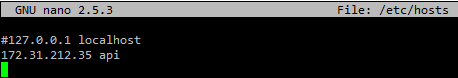 GNU nano 2.5.3 File: /etc/hosts
#127.0.0.1 localhost
172.31.212.35 api